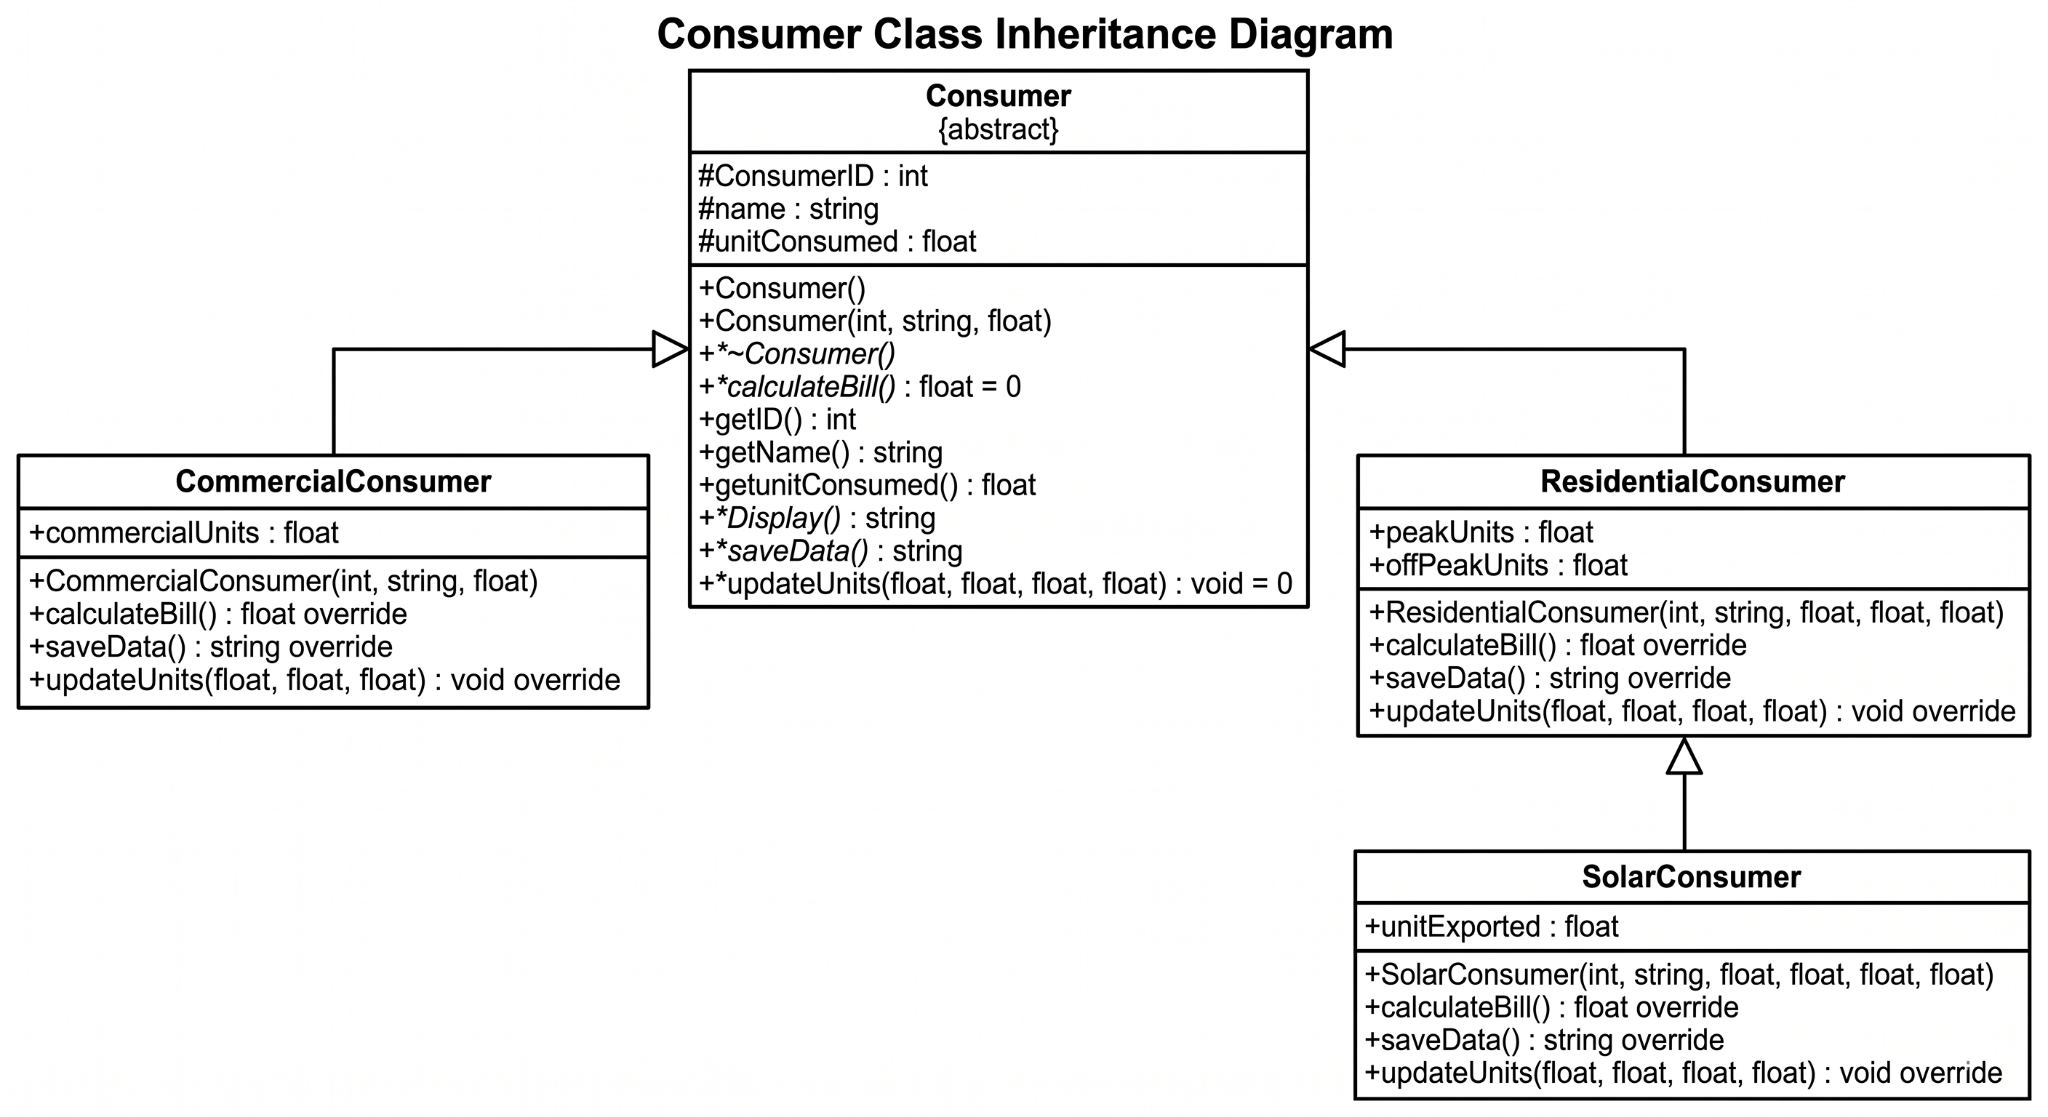 Consumer Class Inheritance Diagram
Consumer
{abstract}
#ConsumerID : int
#name : string
#unitConsumed : float
+Consumer()
+Consumer(int, string, float)
+*~Consumer()
+*calculateBill() : float = 0
+getID() : int
+getName() : string
+getunitConsumed() : float
+*Display() : string
+*saveData() : string
+*updateUnits(float, float, float, float) : void = 0
CommercialConsumer
+commercialUnits : float
+CommercialConsumer(int, string, float)
+calculateBill() : float override
+saveData() : string override
+updateUnits(float, float, float) : void override
ResidentialConsumer
+peakUnits : float
+offPeakUnits : float
+ResidentialConsumer(int, string, float, float, float)
+calculateBill() : float override
+saveData() : string override
+updateUnits(float, float, float, float) : void override
SolarConsumer
+unitExported : float
+SolarConsumer(int, string, float, float, float, float)
+calculateBill() : float override
+saveData() : string override
+updateUnits(float, float, float, float) : void override